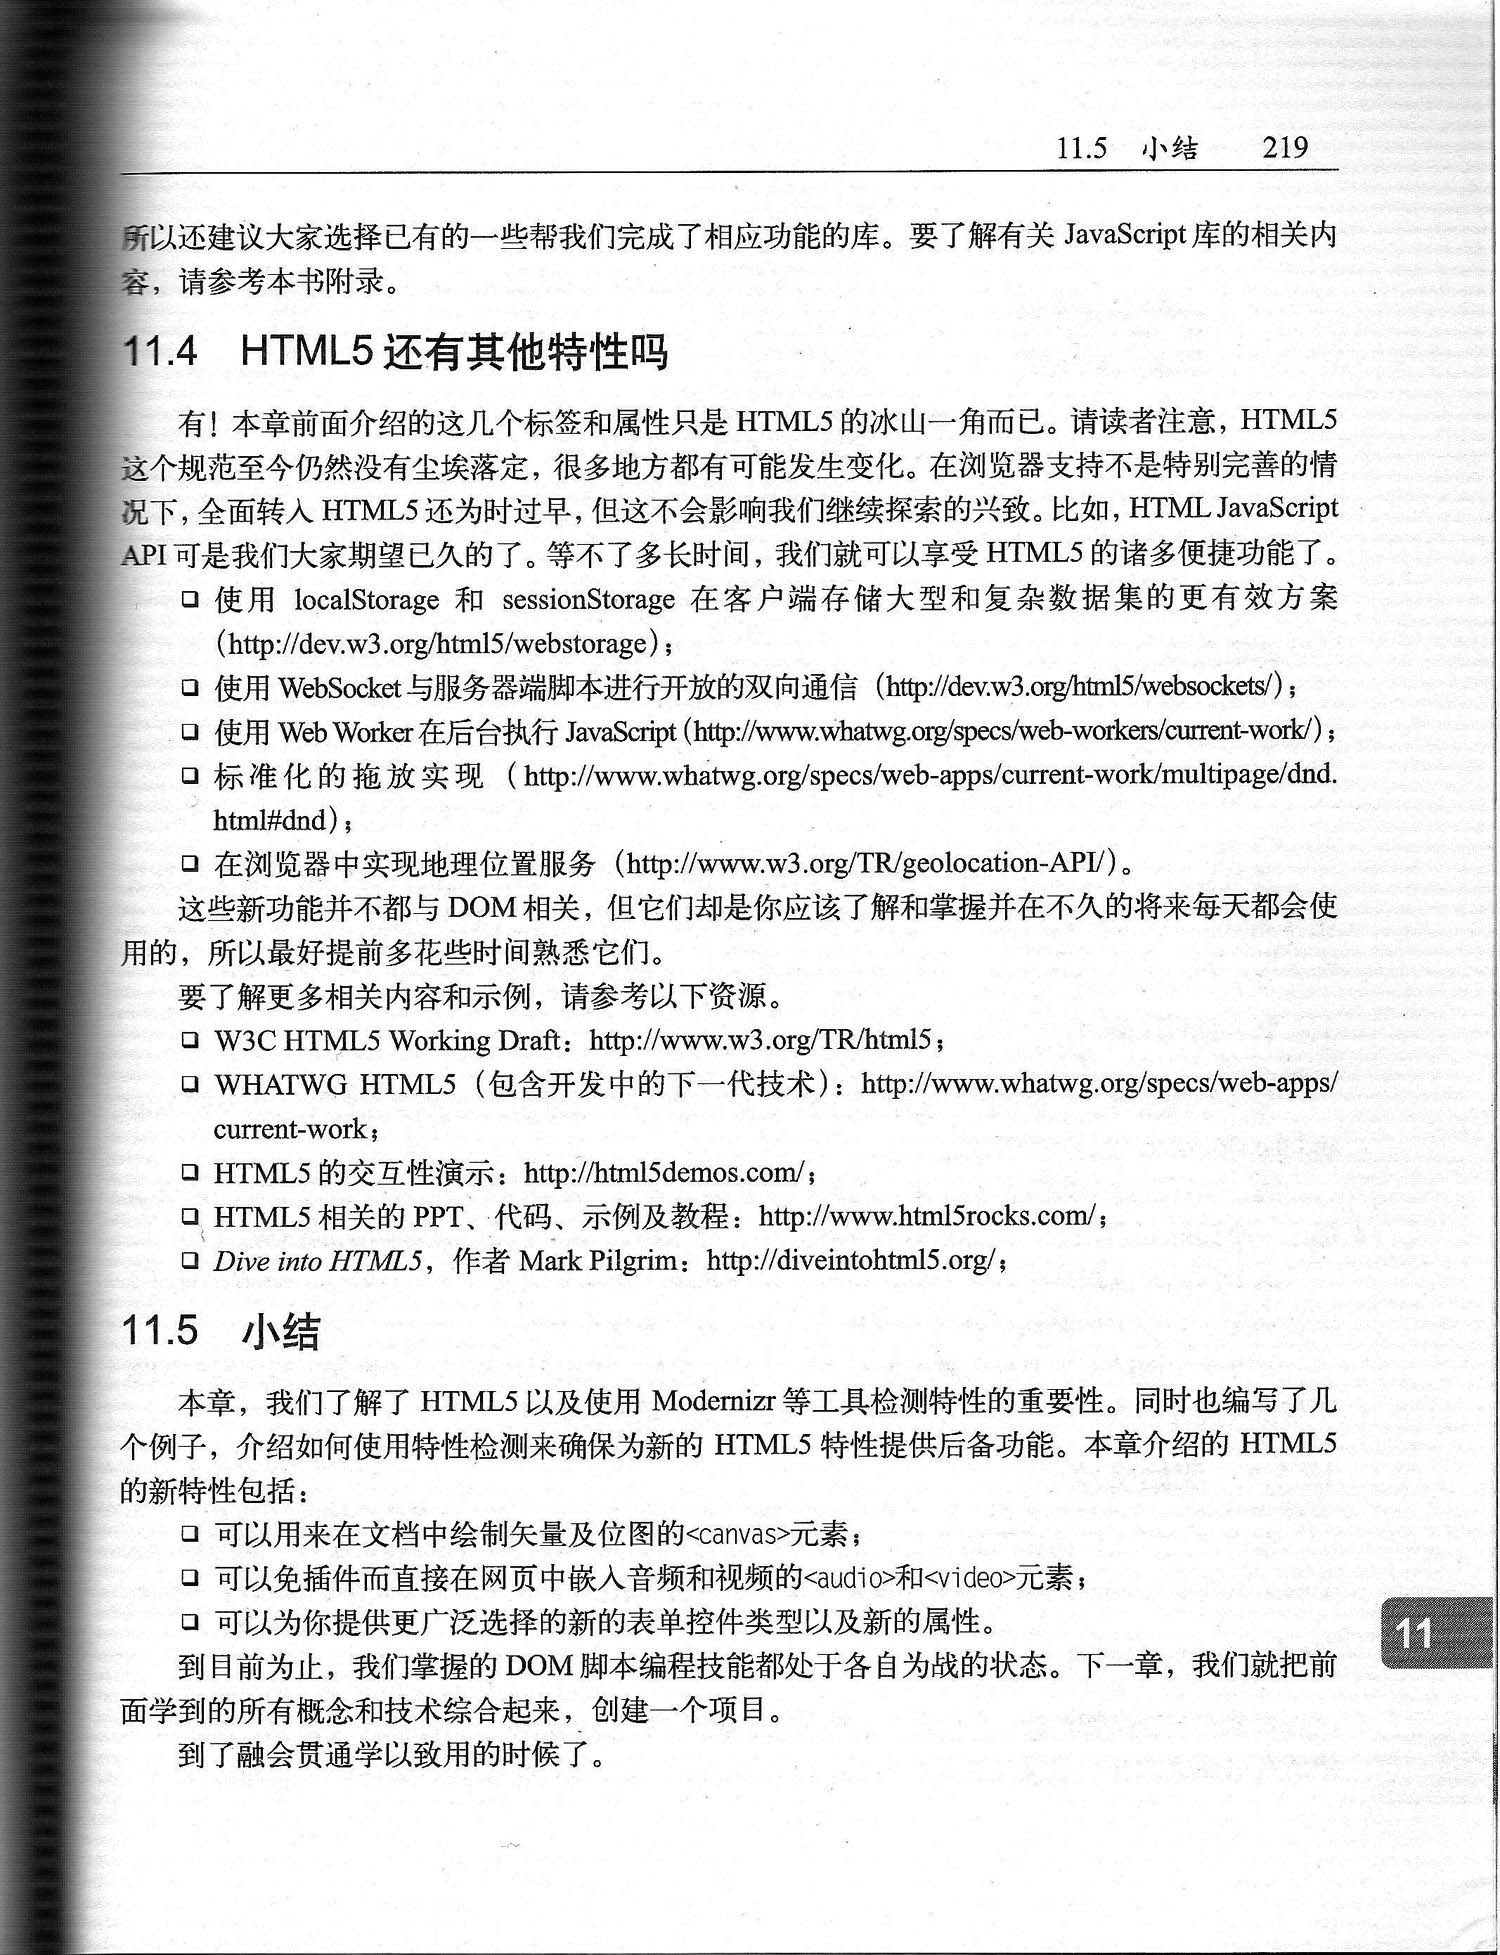 11.5 小结 219
所以还建议大家选择已有的一些帮我们完成了相应功能的库。要了解有关 JavaScript 库的相关内
容，请参考本书附录。
11.4 HTML5 还有其他特性吗
有！本章前面介绍的这几个标签和属性只是 HTML5 的冰山一角而已。请读者注意，HTML5
这个规范至今仍然没有尘埃落定，很多地方都有可能发生变化。在浏览器支持不是特别完善的情
况下，全面转入 HTML5 还为时过早，但这不会影响我们继续探索的兴致。比如，HTML JavaScript
API 可是我们大家期望已久的了。等不了多长时间，我们就可以享受 HTML5 的诸多便捷功能了。
❑ 使用 localStorage 和 sessionStorage 在客户端存储大型和复杂数据集的更有效方案
（http://dev.w3.org/html5/webstorage）；
❑ 使用 WebSocket 与服务器端脚本进行开放的双向通信（http://dev.w3.org/html5/websockets/）；
❑ 使用 Web Worker 在后台执行 JavaScript（http://www.whatwg.org/specs/web-workers/current-work/）；
❑ 标准化的拖放实现（http://www.whatwg.org/specs/web-apps/current-work/multipage/dnd.
html#dnd）；
❑ 在浏览器中实现地理位置服务（http://www.w3.org/TR/geolocation-API/）。
这些新功能并不都与 DOM 相关，但它们却是你应该了解和掌握并在不久的将来每天都会使
用的，所以最好提前多花些时间熟悉它们。
要了解更多相关内容和示例，请参考以下资源。
❑ W3C HTML5 Working Draft：http://www.w3.org/TR/html5；
❑ WHATWG HTML5（包含开发中的下一代技术）：http://www.whatwg.org/specs/web-apps/
current-work；
❑ HTML5 的交互性演示：http://html5demos.com/；
❑ HTML5 相关的 PPT、代码、示例及教程：http://www.html5rocks.com/；
❑ Dive into HTML5，作者 Mark Pilgrim：http://diveintohtml5.org/；
11.5 小结
本章，我们了解了 HTML5 以及使用 Modernizr 等工具检测特性的重要性。同时也编写了几
个例子，介绍如何使用特性检测来确保为新的 HTML5 特性提供后备功能。本章介绍的 HTML5
的新特性包括：
❑ 可以用来在文档中绘制矢量及位图的<canvas>元素；
❑ 可以免插件而直接在网页中嵌入音频和视频的<audio>和<video>元素；
❑ 可以为你提供更广泛选择的新的表单控件类型以及新的属性。
11
到目前为止，我们掌握的 DOM 脚本编程技能都处于各自为战的状态。下一章，我们就把前
面学到的所有概念和技术综合起来，创建一个项目。
到了融会贯通学以致用的时候了。